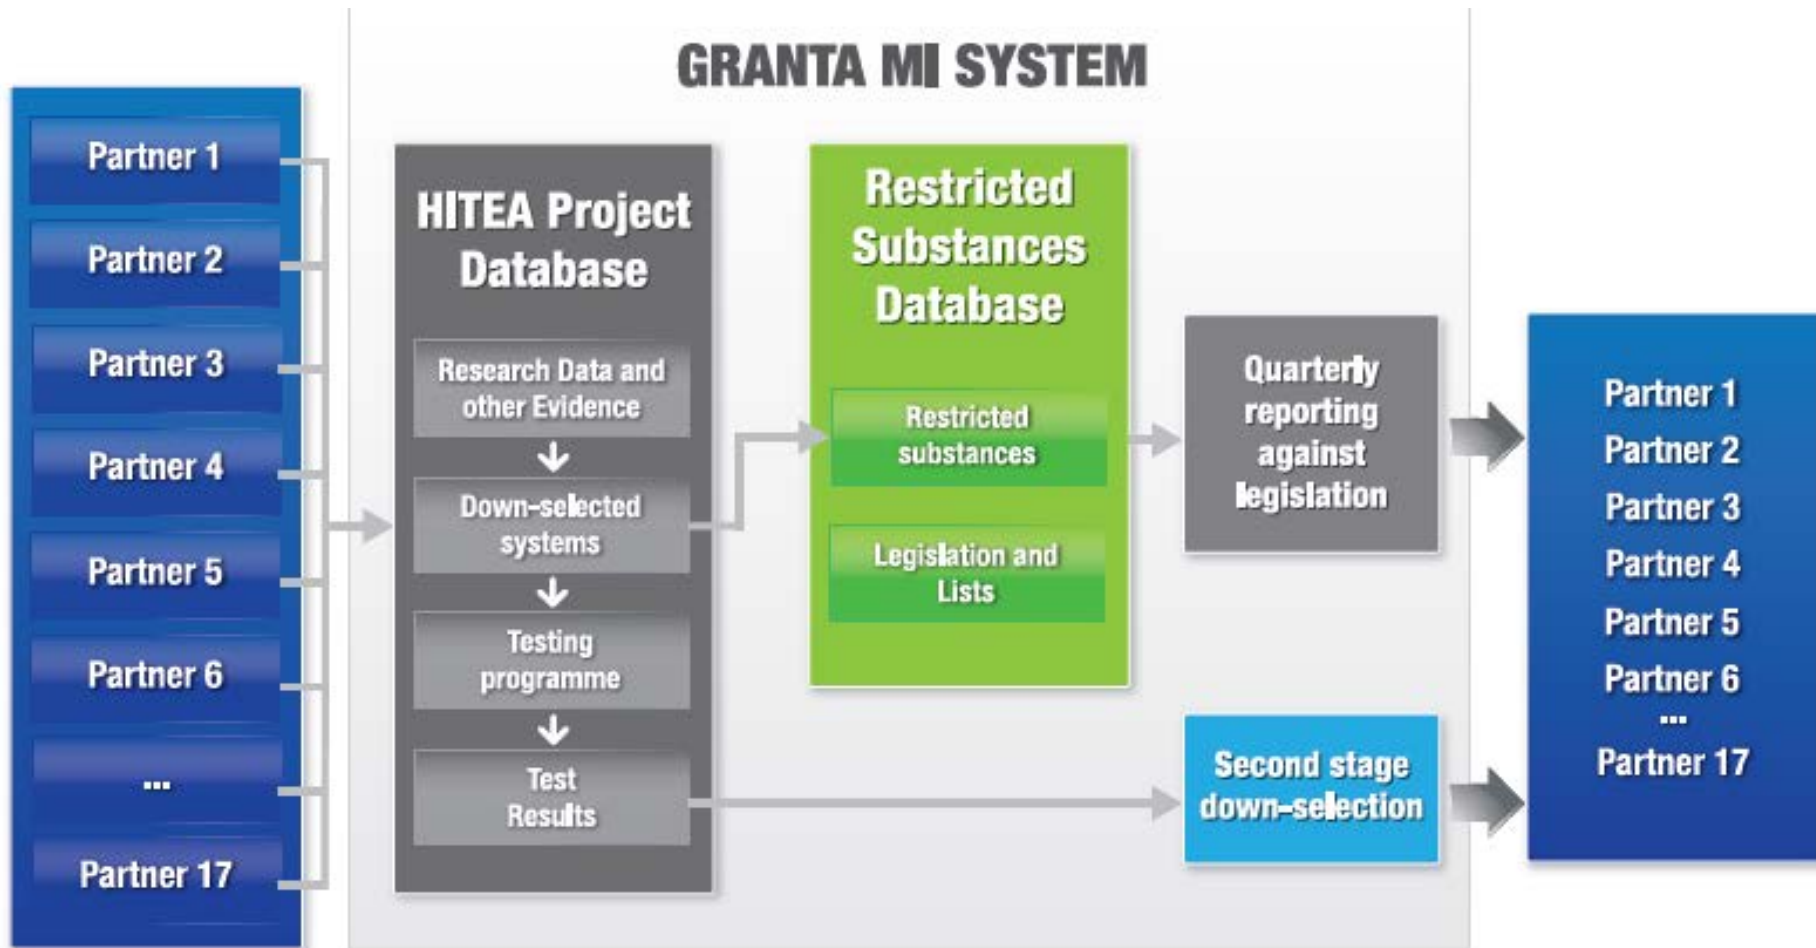 GRANTA MI SYSTEM
Partner 1
Partner 2
Partner 3
Partner 4
Partner 5
Partner 6
...
Partner 17
HITEA Project
Database
Research Data and
other Evidence
Down-selected
systems
Testing
programme
Test
Results
Restricted
Substances
Database
Restricted
substances
Legislation and
Lists
Quarterly
reporting
against
legislation
Second stage
down-selection
Partner 1
Partner 2
Partner 3
Partner 4
Partner 5
Partner 6
...
Partner 17